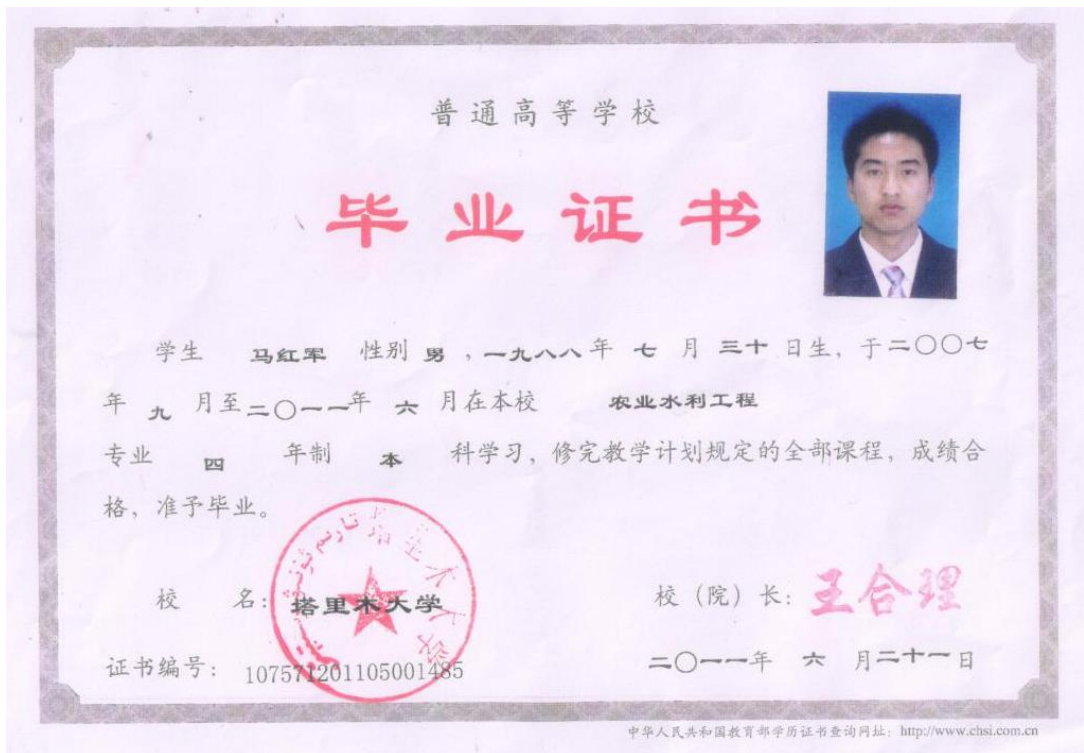 普通高等学校
毕业证书
学生 马红军 性别 男 ，一九八八年 七 月 三十 日生，于二〇〇七
年 九 月至二〇一一年 六 月在本校 农业水利工程
专业 四 年制 本 科学习，修完教学计划规定的全部课程，成绩合
格，准予毕业。
塔里木大学
校 名：塔里木大学
校（院）长：王合理
证书编号：107571201105001485
二〇一一年 六 月二十一日
中华人民共和国教育部学历证书查询网址：http://www.chsi.com.cn